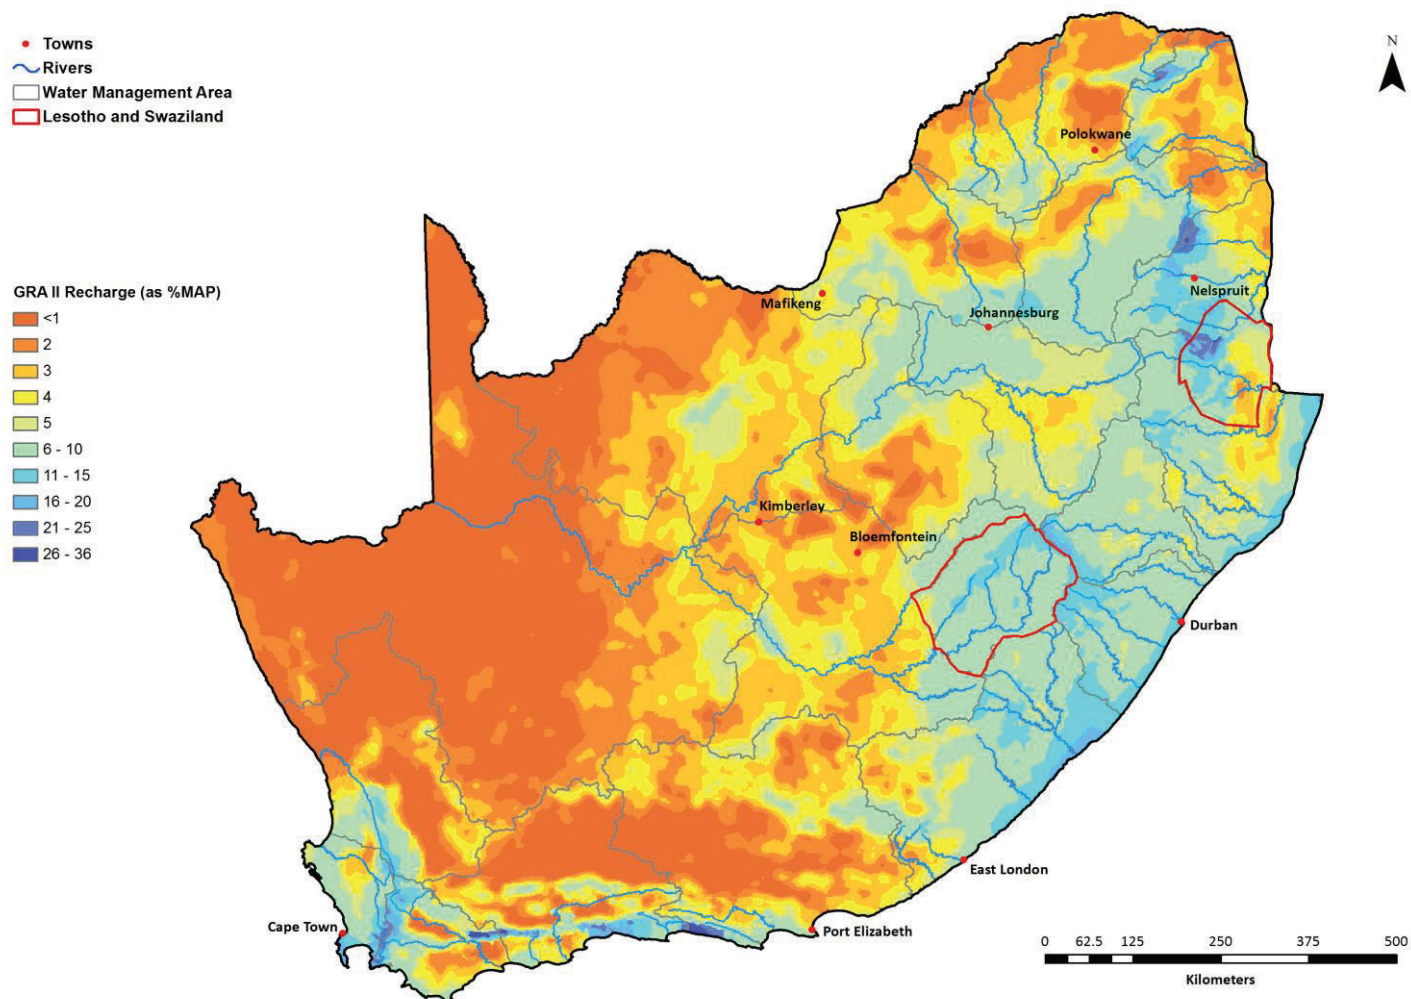 Towns
Rivers
Water Management Area
Lesotho and Swaziland
N
GRA II Recharge (as %MAP)
<1
2
3
4
5
6 - 10
11 - 15
16 - 20
21 - 25
26 - 36
Polokwane
Nelspruit
Mafikeng
Johannesburg
Kimberley
Bloemfontein
Durban
East London
Cape Town
Port Elizabeth
0 62.5 125 250 375 500
Kilometers